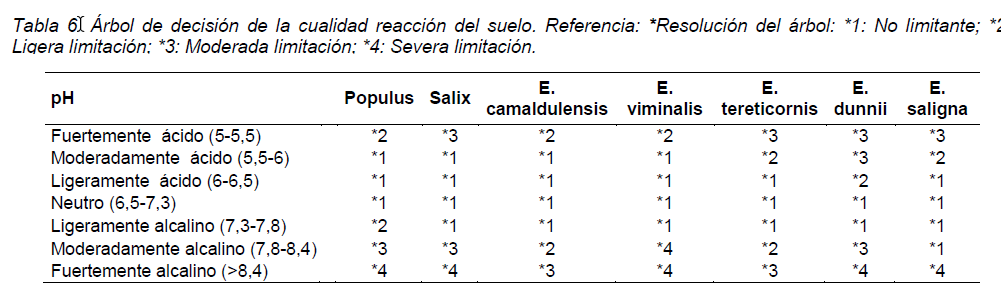 Tabla 6. Árbol de decisión de la cualidad reacción del suelo. Referencia: *Resolución del árbol: *1: No limitante; *2
Ligera limitación; *3: Moderada limitación; *4: Severa limitación.
pH Populus Salix E. camaldulensis E. viminalis E. tereticornis E. dunnii E. saligna
Fuertemente ácido (5-5,5) *2 *3 *2 *2 *3 *3 *3
Moderadamente ácido (5,5-6) *1 *1 *1 *1 *2 *3 *2
Ligeramente ácido (6-6,5) *1 *1 *1 *1 *1 *2 *1
Neutro (6,5-7,3) *1 *1 *1 *1 *1 *1 *1
Ligeramente alcalino (7,3-7,8) *2 *1 *1 *1 *1 *1 *1
Moderadamente alcalino (7,8-8,4) *3 *3 *2 *4 *2 *3 *1
Fuertemente alcalino (>8,4) *4 *4 *3 *4 *3 *4 *4